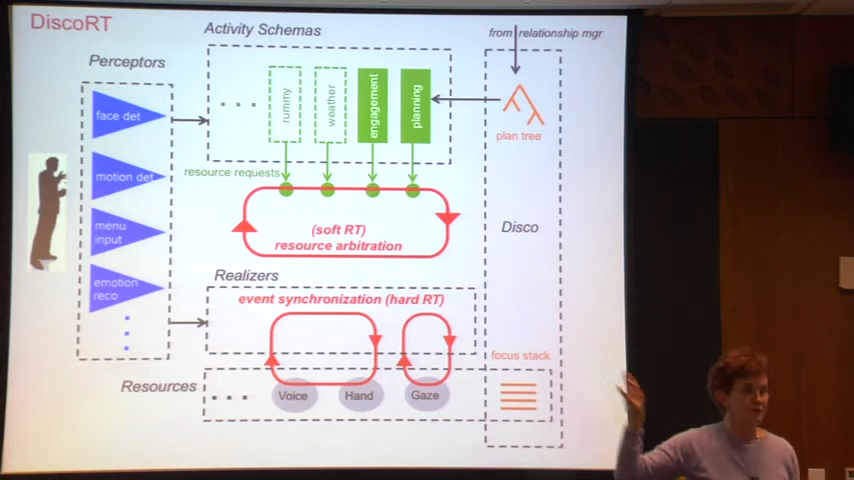 DiscoRT
Activity Schemas
from relationship mgr
Perceptors
face det
motion det
menu
input
emotion
reco
rummy
weather
engagement
planning
plan tree
resource requests
(soft RT)
resource arbitration
Disco
Realizers
event synchronization (hard RT)
focus stack
Resources
Voice
Hand
Gaze